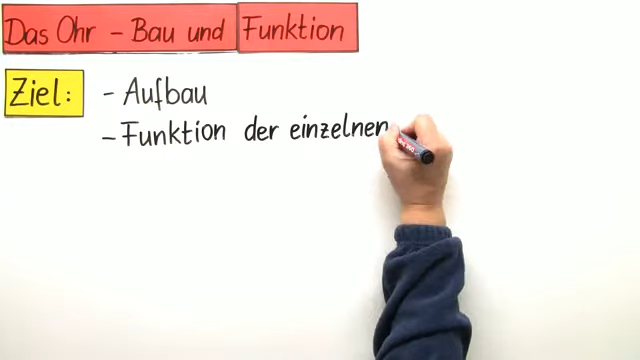 Das Ohr - Bau und Funktion
Ziel: - Aufbau
- Funktion der einzelnen